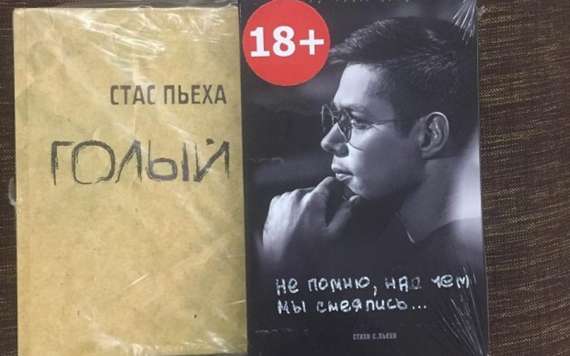 СТАС ПЬЕХА
ГОЛЫЙ
18+
не помню, над чем
мы смеялись...
СТИХИ С. ПЬЕХИ